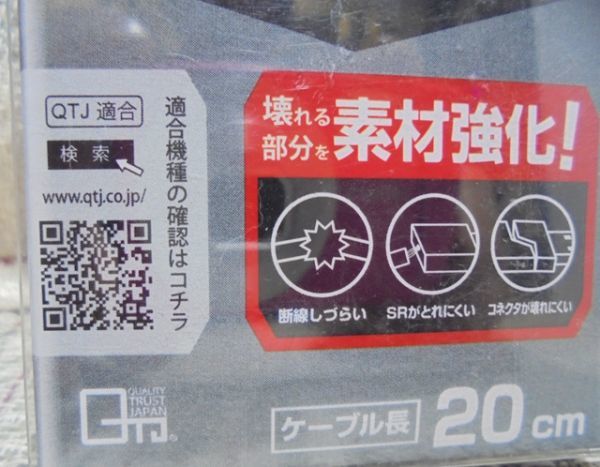 QTJ 適合
検索
www.qtj.co.jp/
適合機種の確認はコチラ
壊れる
部分を
素材強化!
断線しづらい
SRがとれにくい
コネクタが壊れにくい
QUALITY
TRUST
JAPAN
QTJ®
ケーブル長 20cm